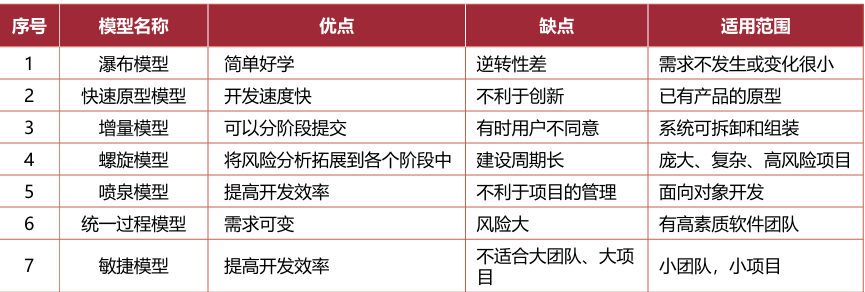 序号 模型名称 优点 缺点 适用范围
1 瀑布模型 简单好学 逆转性差 需求不发生或变化很小
2 快速原型模型 开发速度快 不利于创新 已有产品的原型
3 增量模型 可以分阶段提交 有时用户不同意 系统可拆卸和组装
4 螺旋模型 将风险分析拓展到各个阶段中 建设周期长 庞大、复杂、高风险项目
5 喷泉模型 提高开发效率 不利于项目的管理 面向对象开发
6 统一过程模型 需求可变 风险大 有高素质软件团队
7 敏捷模型 提高开发效率 不适合大团队、大项
目 小团队，小项目